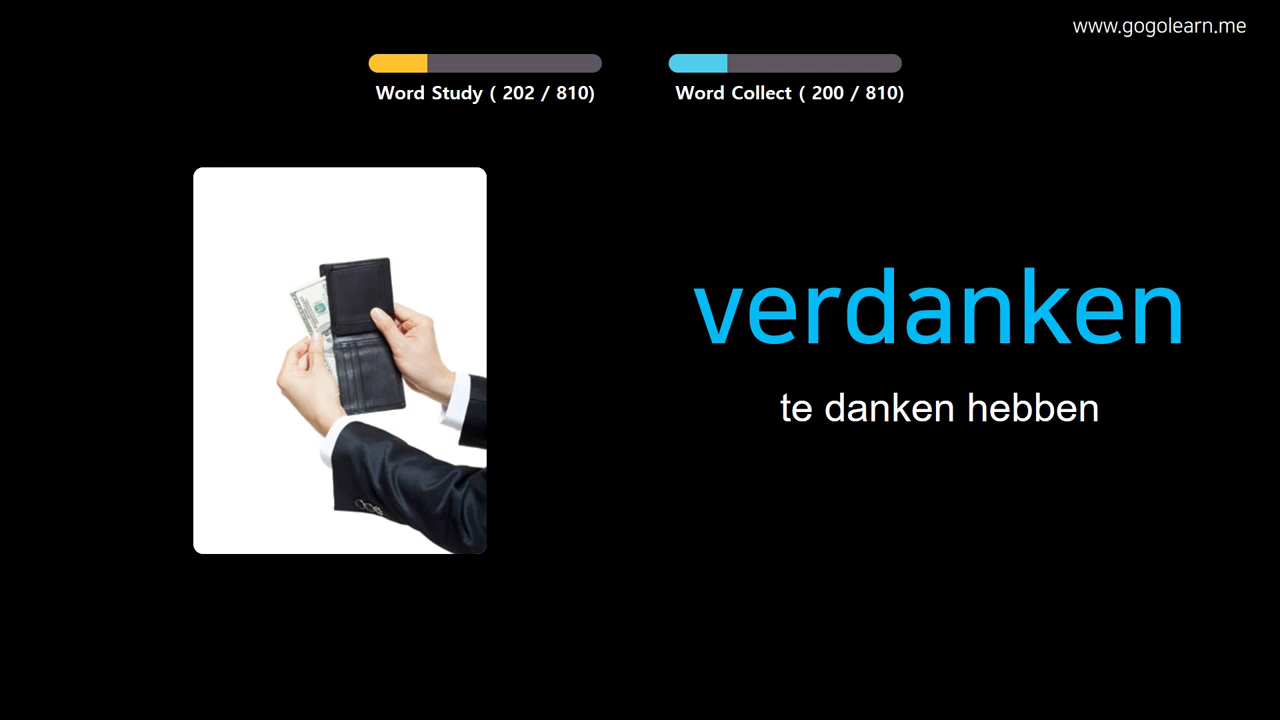 www.gogolearn.me
Word Study ( 202 / 810)
Word Collect ( 200 / 810)
verdanken
te danken hebben